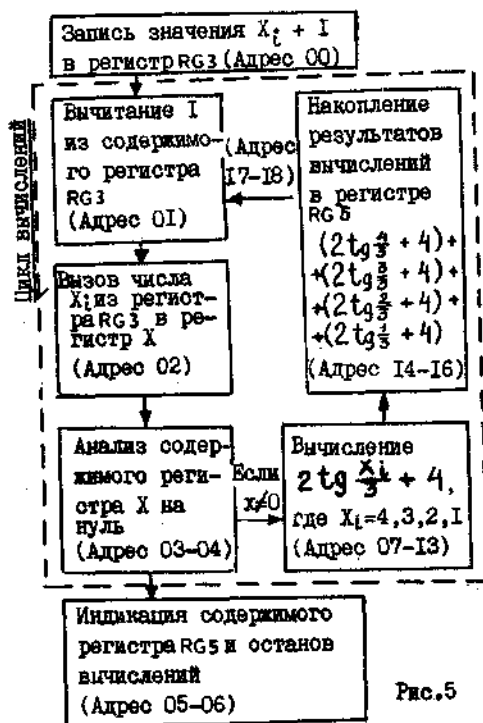 Запись значения Xi + I
в регистр RG3 (Адрес 00)
Цикл вычислений
Вычитание I
из содержимо-
го регистра
RG3
(Адрес 0I)
Вызов числа
Xi из регист-
ра RG3 в ре-
гистр X
(Адрес 02)
Анализ содер-
жимого реги-
стра X на
нуль
(Адрес 03-04)
Если
x≠0
Вычисление
2 tg xi/3 + 4,
где Xi=4,3,2,I
(Адрес 07-I3)
Накопление
результатов
вычислений
в регистре
RG5
(2tg 4/3 + 4) +
+(2tg 3/3 + 4) +
+(2tg 2/3 + 4) +
+(2tg 1/3 + 4)
(Адрес I4-I6)
(Адрес
I7-I8)
Индикация содержимого
регистра RG5 и останов
вычислений
(Адрес 05-06)
Рис.5